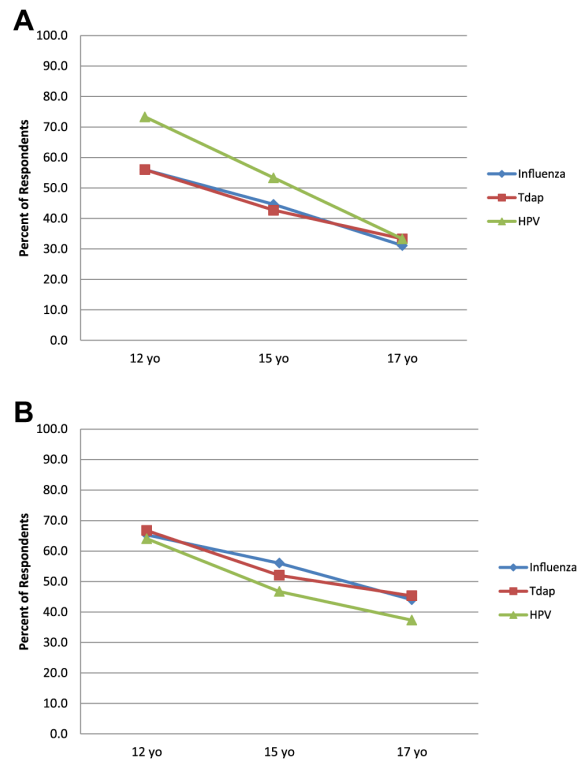 A
100.0
90.0
80.0
70.0
60.0
50.0
40.0
30.0
20.0
10.0
0.0
Percent of Respondents
12 yo
15 yo
17 yo
Influenza
Tdap
HPV
B
100.0
90.0
80.0
70.0
60.0
50.0
40.0
30.0
20.0
10.0
0.0
Percent of Respondents
12 yo
15 yo
17 yo
Influenza
Tdap
HPV